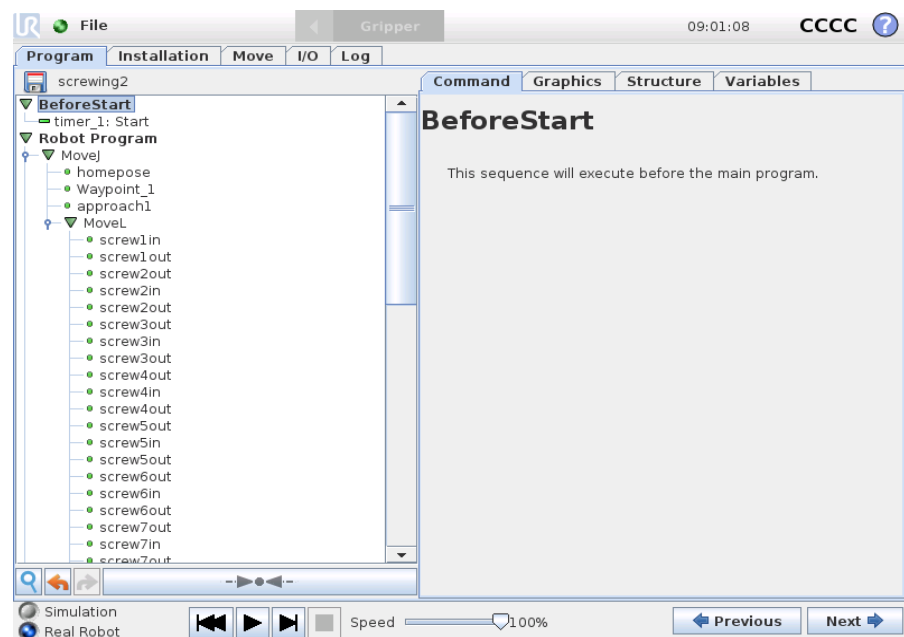 UR File Gripper 09:01:08 CCCC ?
Program Installation Move I/O Log
screwing2
BeforeStart
timer_1: Start
Robot Program
MoveJ
homepose
Waypoint_1
approach1
MoveL
screw1in
screw1out
screw2out
screw2in
screw2out
screw3out
screw3in
screw3out
screw4out
screw4in
screw4out
screw5out
screw5in
screw5out
screw6out
screw6in
screw6out
screw7out
screw7in
screw7out
Command Graphics Structure Variables
BeforeStart
This sequence will execute before the main program.
Simulation
Real Robot
Speed 100%
Previous Next